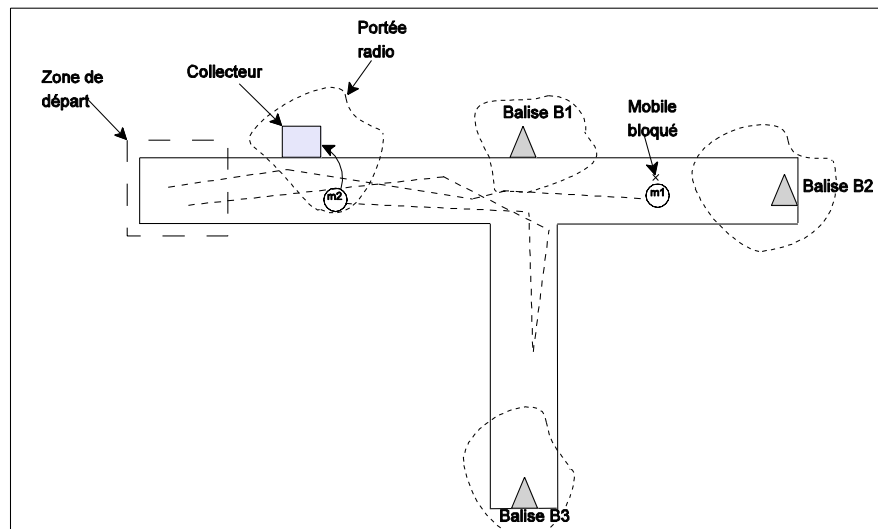 Portée
radio
Zone de
départ
Collecteur
Balise B1
Mobile
bloqué
m2
m1
Balise B2
Balise B3